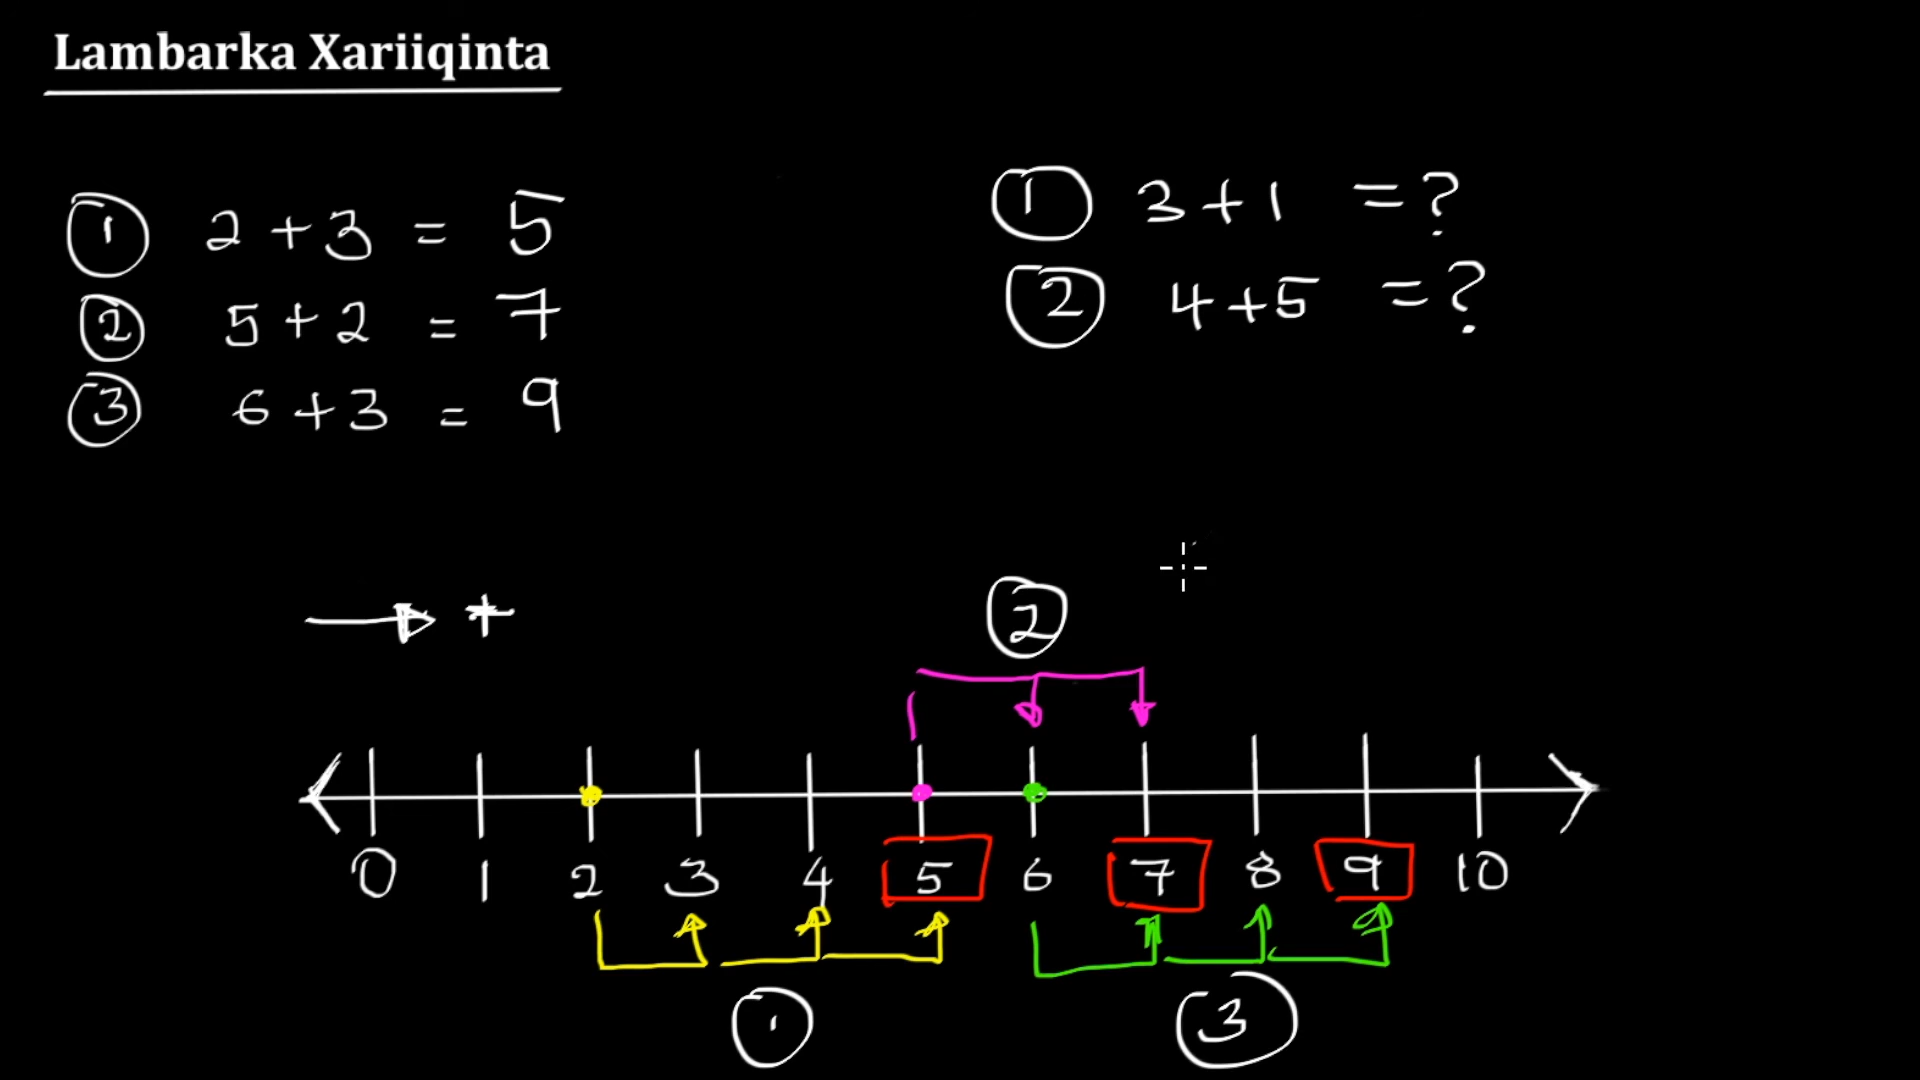 Lambarka Xariiqinta
① 2 + 3 = 5
② 5 + 2 = 7
③ 6 + 3 = 9
① 3 + 1 = ?
② 4 + 5 = ?
+
②
0 1 2 3 4 5 6 7 8 9 10
① ③